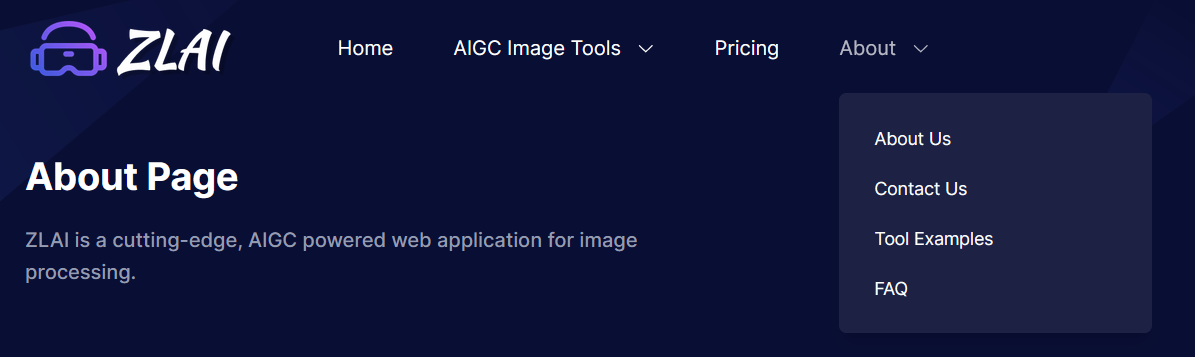 ZLAI
Home
AIGC Image Tools
Pricing
About
About Us
Contact Us
Tool Examples
FAQ
About Page
ZLAI is a cutting-edge, AIGC powered web application for image
processing.